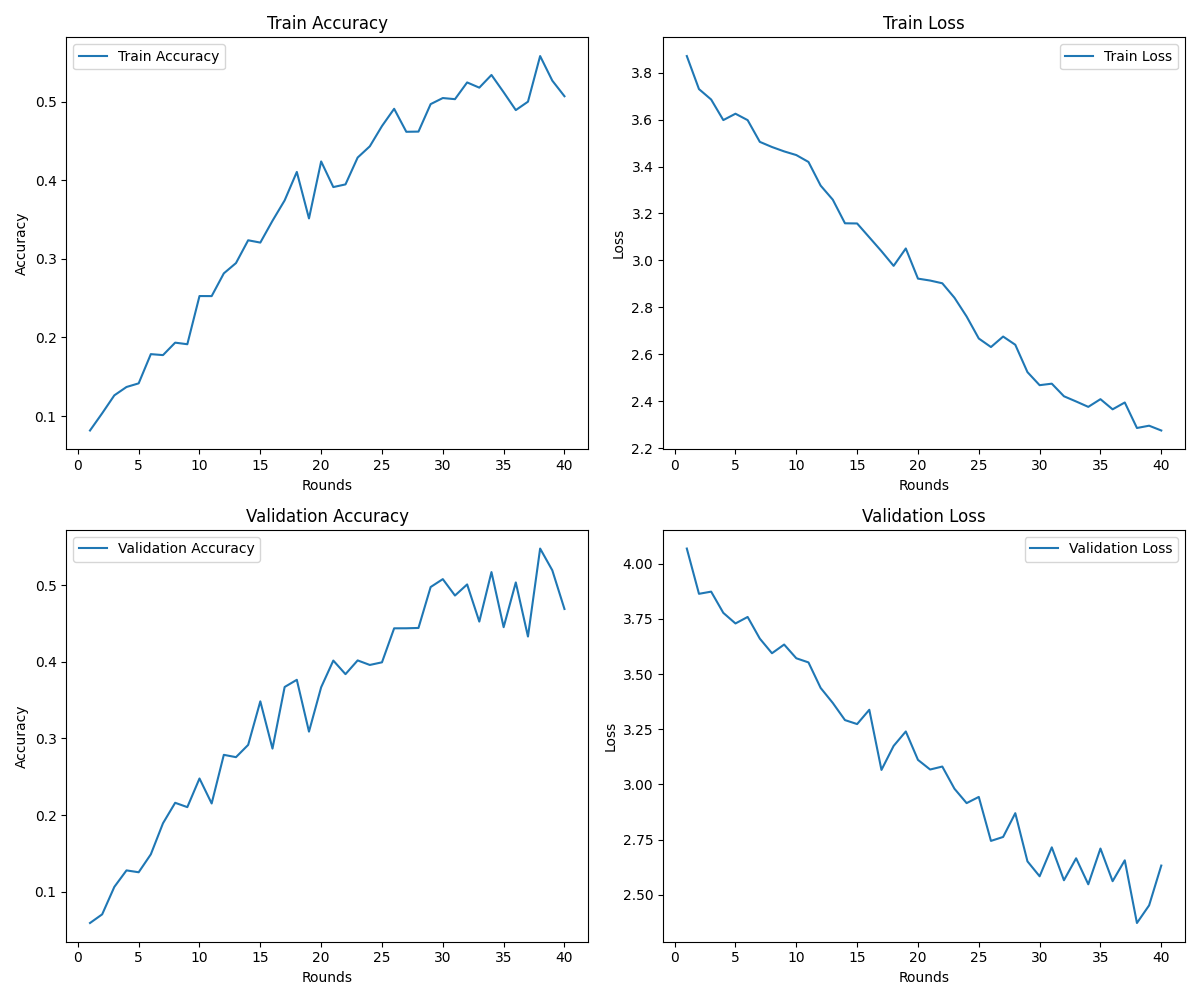 Train Accuracy
Train Accuracy
Accuracy
0.5
0.4
0.3
0.2
0.1
0 5 10 15 20 25 30 35 40
Rounds
Train Loss
Train Loss
Loss
3.8
3.6
3.4
3.2
3.0
2.8
2.6
2.4
2.2
0 5 10 15 20 25 30 35 40
Rounds
Validation Accuracy
Validation Accuracy
Accuracy
0.5
0.4
0.3
0.2
0.1
0 5 10 15 20 25 30 35 40
Rounds
Validation Loss
Validation Loss
Loss
4.00
3.75
3.50
3.25
3.00
2.75
2.50
0 5 10 15 20 25 30 35 40
Rounds